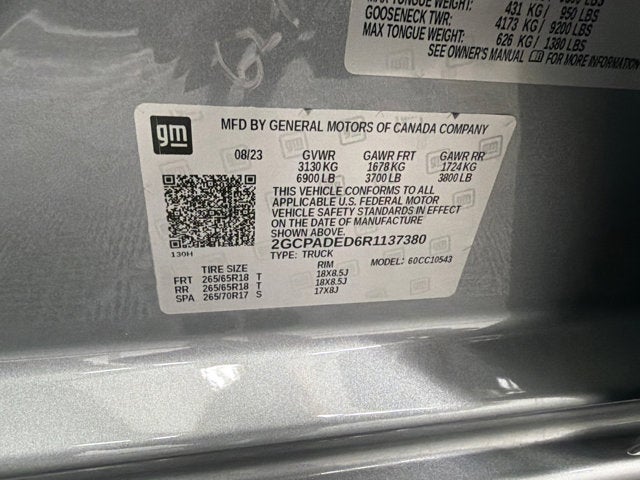 431 KG / 950 LBS
GOOSENECK TWR: 4173 KG / 9200 LBS
MAX TONGUE WEIGHT: 626 KG / 1380 LBS
SEE OWNER'S MANUAL FOR MORE INFORMATION
gm
MFD BY GENERAL MOTORS OF CANADA COMPANY
08/23 GVWR GAWR FRT GAWR RR
3130 KG 1678 KG 1724 KG
6900 LB 3700 LB 3800 LB
THIS VEHICLE CONFORMS TO ALL
APPLICABLE U.S. FEDERAL MOTOR
VEHICLE SAFETY STANDARDS IN EFFECT
ON THE DATE OF MANUFACTURE
SHOWN ABOVE.
2GCPADED6R1137380
130H
TYPE: TRUCK MODEL: 60CC10543
TIRE SIZE RIM
FRT 265/65R18 T 18X8.5J
RR 265/65R18 T 18X8.5J
SPA 265/70R17 S 17X8J